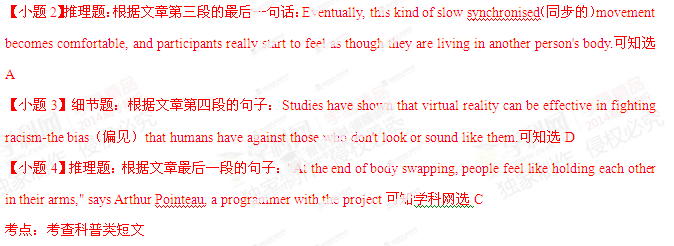 【小题 2】推理题：根据文章第三段的最后一句话：Eventually, this kind of slow synchronised(同步的)movement
becomes comfortable, and participants really start to feel as though they are living in another person's body.可知选
A
【小题 3】细节题：根据文章第四段的句子：Studies have shown that virtual reality can be effective in fighting
racism-the bias（偏见）that humans have against those who don't look or sound like them.可知选 D
【小题 4】推理题：根据文章最后一段的句子："At the end of body swapping, people feel like holding each other
in their arms," says Arthur Pointeau, a programmer with the project 可知学科网选 C
考点：考查科普类短文